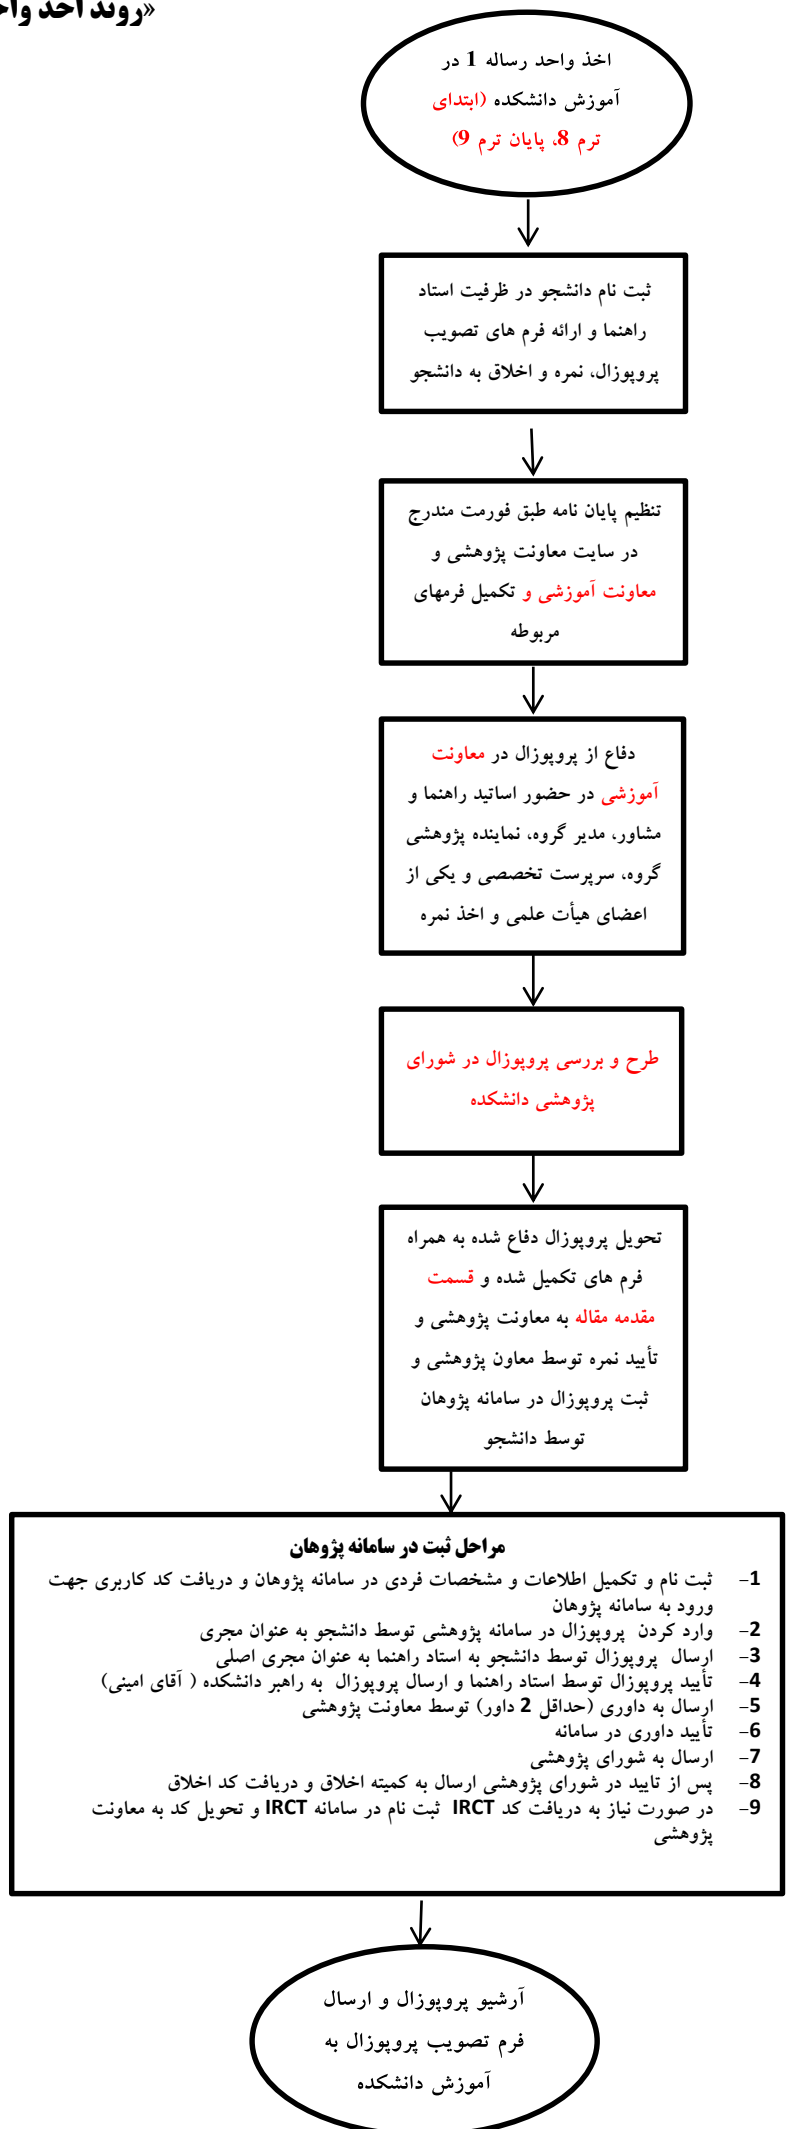 «روند اخذ
اخذ واحد رساله 1 در
آموزش دانشکده (ابتدای
ترم 8، پایان ترم 9)
ثبت نام دانشجو در ظرفیت استاد
راهنما و ارائه فرم های تصویب
پروپوزال، نمره و اخلاق به دانشجو
تنظیم پایان نامه طبق فورمت مندرج
در سایت معاونت پژوهشی و
معاونت آموزشی و تکمیل فرمهای
مربوطه
دفاع از پروپوزال در معاونت
آموزشی در حضور اساتید راهنما و
مشاور، مدیر گروه، نماینده پژوهشی
گروه، سرپرست تخصصی و یکی از
اعضای هیأت علمی و اخذ نمره
طرح و بررسی پروپوزال در شورای
پژوهشی دانشکده
تحویل پروپوزال دفاع شده به همراه
فرم های تکمیل شده و قسمت
مقدمه مقاله به معاونت پژوهشی و
تأیید نمره توسط معاون پژوهشی و
ثبت پروپوزال در سامانه پژوهان
توسط دانشجو
مراحل ثبت در سامانه پژوهان
1- ثبت نام و تکمیل اطلاعات و مشخصات فردی در سامانه پژوهان و دریافت کد کاربری جهت
ورود به سامانه پژوهان
2- وارد کردن پروپوزال در سامانه پژوهشی توسط دانشجو به عنوان مجری
3- ارسال پروپوزال توسط دانشجو به استاد راهنما به عنوان مجری اصلی
4- تأیید پروپوزال توسط استاد راهنما و ارسال پروپوزال به راهبر دانشکده ( آقای امینی)
5- ارسال به داوری (حداقل 2 داور) توسط معاونت پژوهشی
6- تأیید داوری در سامانه
7- ارسال به شورای پژوهشی
8- پس از تایید در شورای پژوهشی ارسال به کمیته اخلاق و دریافت کد اخلاق
9- در صورت نیاز به دریافت کد IRCT ثبت نام در سامانه IRCT و تحویل کد به معاونت
پژوهشی
آرشیو پروپوزال و ارسال
فرم تصویب پروپوزال به
آموزش دانشکده